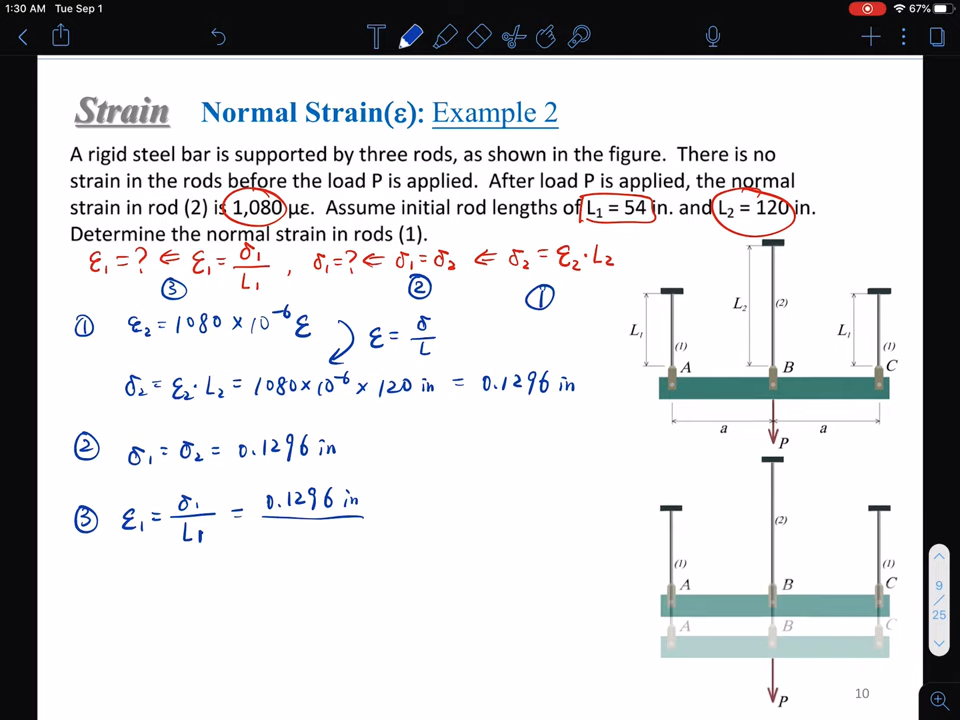 1:30 AM Tue Sep 1 67%
T
Strain Normal Strain(ε): Example 2
A rigid steel bar is supported by three rods, as shown in the figure. There is no
strain in the rods before the load P is applied. After load P is applied, the normal
strain in rod (2) is 1,080 με. Assume initial rod lengths of L₁ = 54 in. and L₂ = 120 in.
Determine the normal strain in rods (1).
ε₁ = ? ⇐ ε₁ = δ₁/L₁ , δ₁ = ? ⇐ δ₁ = δ₂ ⇐ δ₂ = ε₂·L₂
③ ② ①
① ε₂ = 1080 × 10⁻⁶ ε ε = δ/L
δ₂ = ε₂·L₂ = 1080×10⁻⁶ × 120 in = 0.1296 in
② δ₁ = δ₂ = 0.1296 in
③ ε₁ = δ₁/L₁ = 0.1296 in
L₂ (2)
L₁ L₁
(1) (1)
A B C
a a
P
(2)
(1) (1)
A B C
A B C
P
9
/
25
10